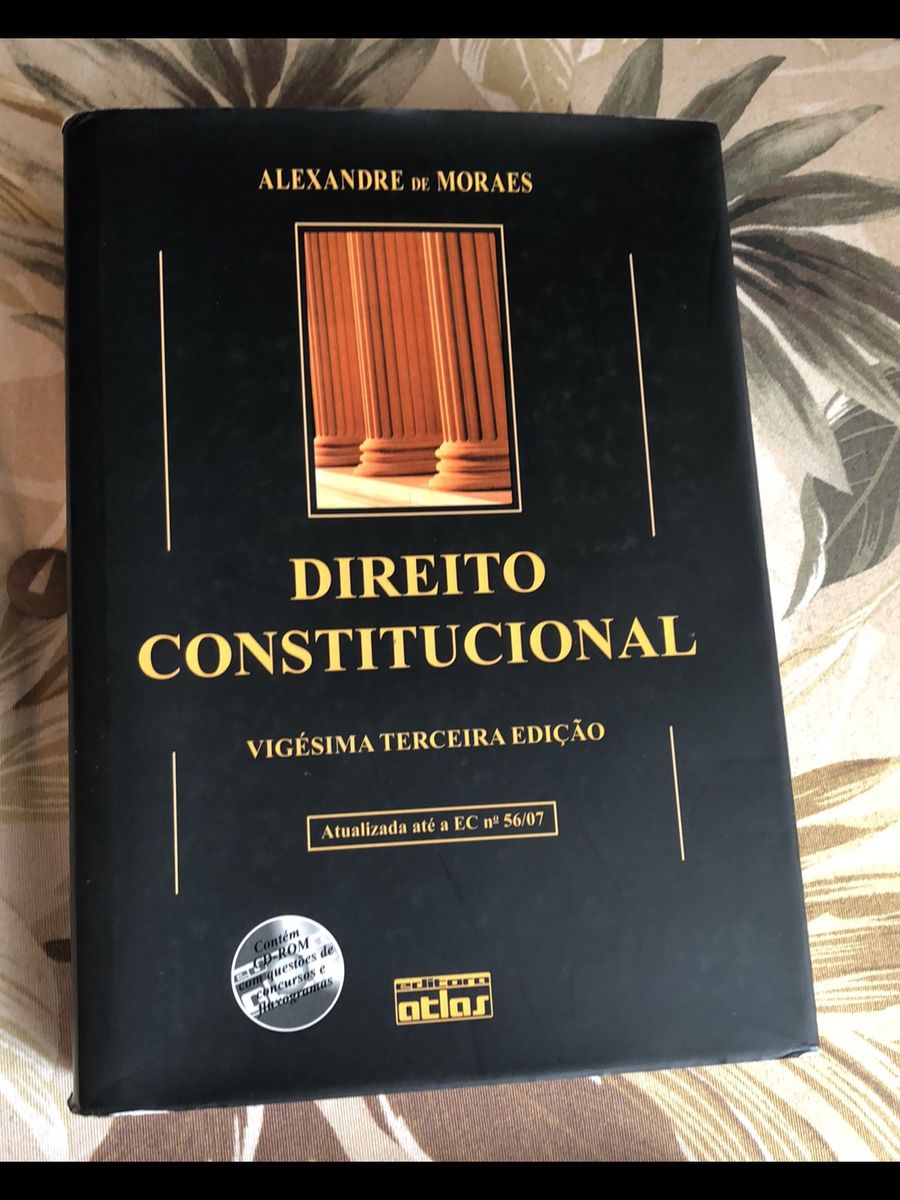 ALEXANDRE DE MORAES
DIREITO
CONSTITUCIONAL
VIGÉSIMA TERCEIRA EDIÇÃO
Atualizada até a EC nº 56/07
Contém
CD-ROM
com questões de
concursos e
fluxogramas
editora
atlas